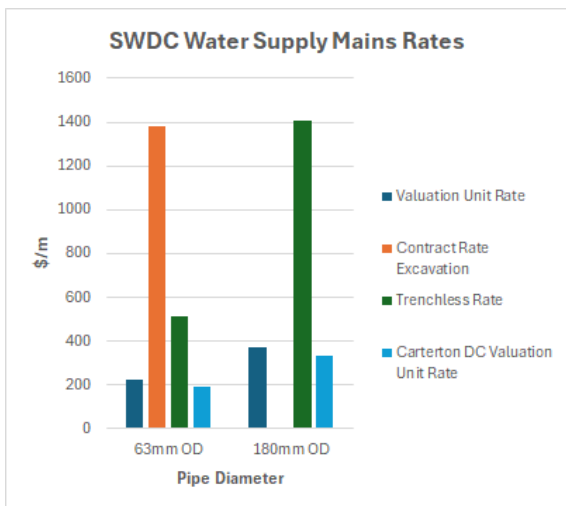 SWDC Water Supply Mains Rates
1600
1400
1200
1000
800
600
400
200
0
$/m
63mm OD
180mm OD
Pipe Diameter
Valuation Unit Rate
Contract Rate
Excavation
Trenchless Rate
Carterton DC Valuation
Unit Rate